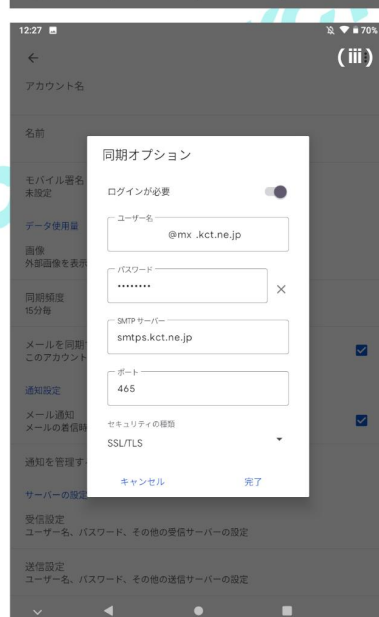 12:27 70%
(iii)
アカウント名
名前
モバイル署名
未設定
データ使用量
画像
外部画像を表示
同期頻度
15分毎
メールを同期
このアカウント
通知設定
メール通知
メールの着信時
通知を管理す
サーバーの設定
受信設定
ユーザー名、パスワード、その他の受信サーバーの設定
送信設定
ユーザー名、パスワード、その他の送信サーバーの設定
同期オプション
ログインが必要
ユーザー名
@mx .kct.ne.jp
パスワード
••••••••
SMTP サーバー
smtps.kct.ne.jp
ポート
465
セキュリティの種類
SSL/TLS
キャンセル 完了